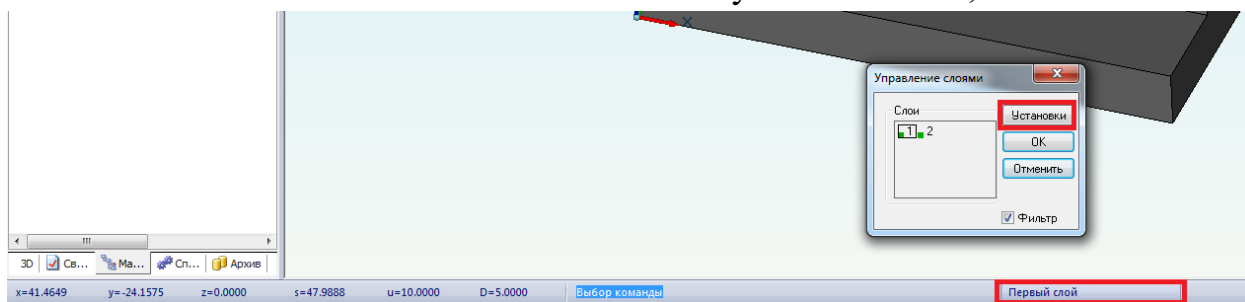 X
Управление слоями
Слои
1 2
Установки
OK
Отменить
Фильтр
3D Св... Ма... Сп... Архив
x=41.4649 y=-24.1575 z=0.0000 s=47.9888 u=10.0000 D=5.0000 Выбор команды Первый слой